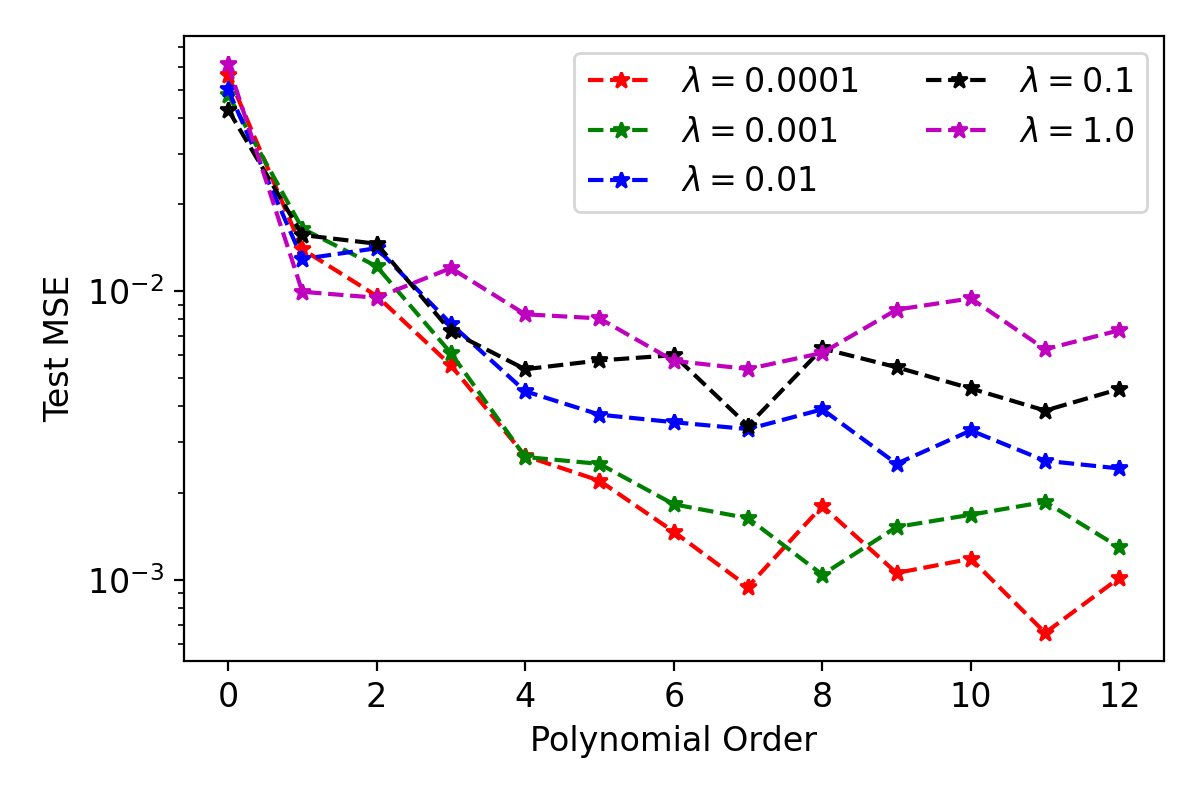 λ = 0.0001
λ = 0.001
λ = 0.01
λ = 0.1
λ = 1.0
Test MSE
10⁻²
10⁻³
0 2 4 6 8 10 12
Polynomial Order